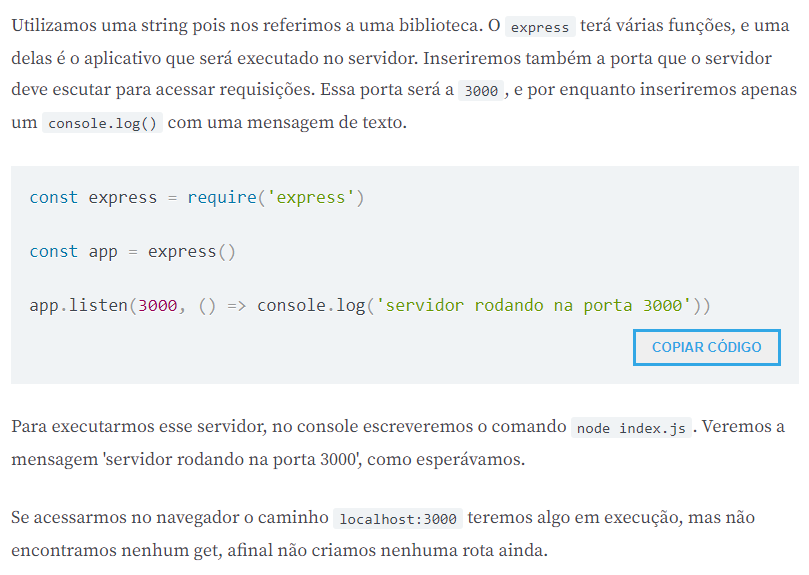 Utilizamos uma string pois nos referimos a uma biblioteca. O express terá várias funções, e uma
delas é o aplicativo que será executado no servidor. Inseriremos também a porta que o servidor
deve escutar para acessar requisições. Essa porta será a 3000 , e por enquanto inseriremos apenas
um console.log() com uma mensagem de texto.
const express = require('express')
const app = express()
app.listen(3000, () => console.log('servidor rodando na porta 3000'))
COPIAR CÓDIGO
Para executarmos esse servidor, no console escreveremos o comando node index.js . Veremos a
mensagem 'servidor rodando na porta 3000', como esperávamos.
Se acessarmos no navegador o caminho localhost:3000 teremos algo em execução, mas não
encontramos nenhum get, afinal não criamos nenhuma rota ainda.